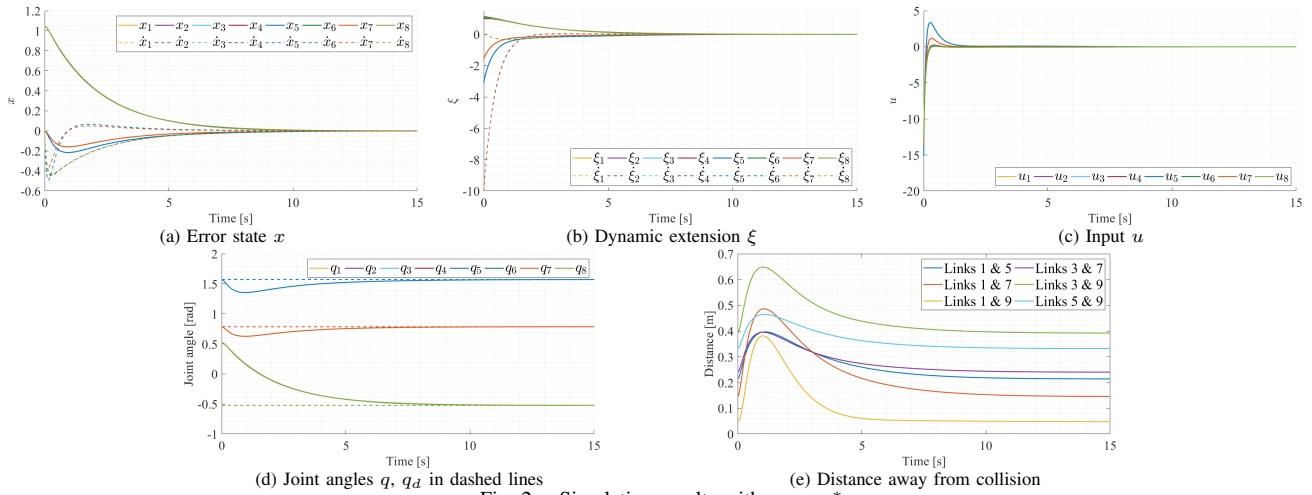 1.2
1
0.8
0.6
0.4
0.2
0
-0.2
-0.4
-0.6
x
x₁ x₂ x₃ x₄ x₅ x₆ x₇ x₈
ẋ₁ ẋ₂ ẋ₃ ẋ₄ ẋ₅ ẋ₆ ẋ₇ ẋ₈
0 5 10 15
Time [s]
(a) Error state x
0
-2
-4
-6
-8
-10
ξ
ξ₁ ξ₂ ξ₃ ξ₄ ξ₅ ξ₆ ξ₇ ξ₈
ξ̇₁ ξ̇₂ ξ̇₃ ξ̇₄ ξ̇₅ ξ̇₆ ξ̇₇ ξ̇₈
0 5 10 15
Time [s]
(b) Dynamic extension ξ
5
0
-5
-10
-15
-20
u
u₁ u₂ u₃ u₄ u₅ u₆ u₇ u₈
0 5 10 15
Time [s]
(c) Input u
2
1.5
1
0.5
0
-0.5
-1
Joint angle [rad]
q₁ q₂ q₃ q₄ q₅ q₆ q₇ q₈
0 5 10 15
Time [s]
(d) Joint angles q, q_d in dashed lines
0.7
0.6
0.5
0.4
0.3
0.2
0.1
0
Distance [m]
Links 1 & 5 Links 3 & 7
Links 1 & 7 Links 3 & 9
Links 1 & 9 Links 5 & 9
0 5 10 15
Time [s]
(e) Distance away from collision